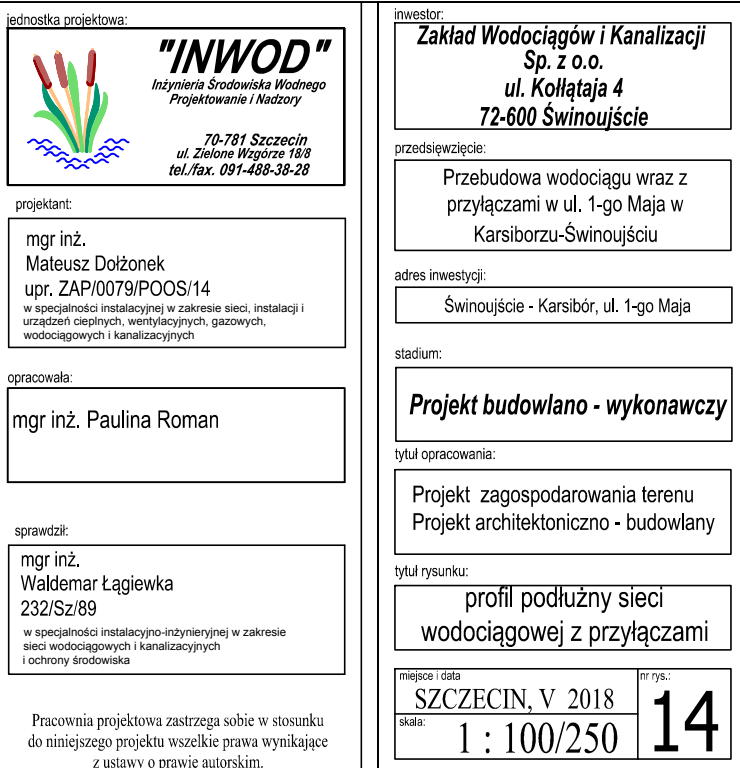 jednostka projektowa:
"INWOD"
Inżynieria Środowiska Wodnego
Projektowanie i Nadzory
70-781 Szczecin
ul. Zielone Wzgórze 18/8
tel./fax. 091-488-38-28
projektant:
mgr inż.
Mateusz Dołżonek
upr. ZAP/0079/POOS/14
w specjalności instalacyjnej w zakresie sieci, instalacji i
urządzeń cieplnych, wentylacyjnych, gazowych,
wodociągowych i kanalizacyjnych
opracowała:
mgr inż. Paulina Roman
sprawdził:
mgr inż.
Waldemar Łągiewka
232/Sz/89
w specjalności instalacyjno-inżynieryjnej w zakresie
sieci wodociągowych i kanalizacyjnych
i ochrony środowiska
Pracownia projektowa zastrzega sobie w stosunku
do niniejszego projektu wszelkie prawa wynikające
z ustawy o prawie autorskim.
inwestor:
Zakład Wodociągów i Kanalizacji
Sp. z o.o.
ul. Kołłątaja 4
72-600 Świnoujście
przedsięwzięcie:
Przebudowa wodociągu wraz z
przyłączami w ul. 1-go Maja w
Karsiborzu-Świnoujściu
adres inwestycji:
Świnoujście - Karsibór, ul. 1-go Maja
stadium:
Projekt budowlano - wykonawczy
tytuł opracowania:
Projekt zagospodarowania terenu
Projekt architektoniczno - budowlany
tytuł rysunku:
profil podłużny sieci
wodociągowej z przyłączami
miejsce i data
SZCZECIN, V 2018
skala:
1 : 100/250
nr rys.:
14